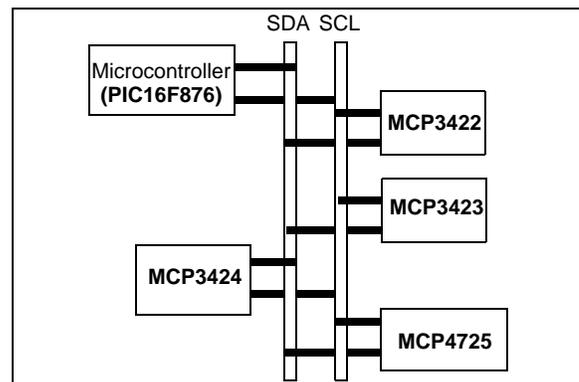 SDA SCL
Microcontroller
(PIC16F876)
MCP3422
MCP3423
MCP3424
MCP4725